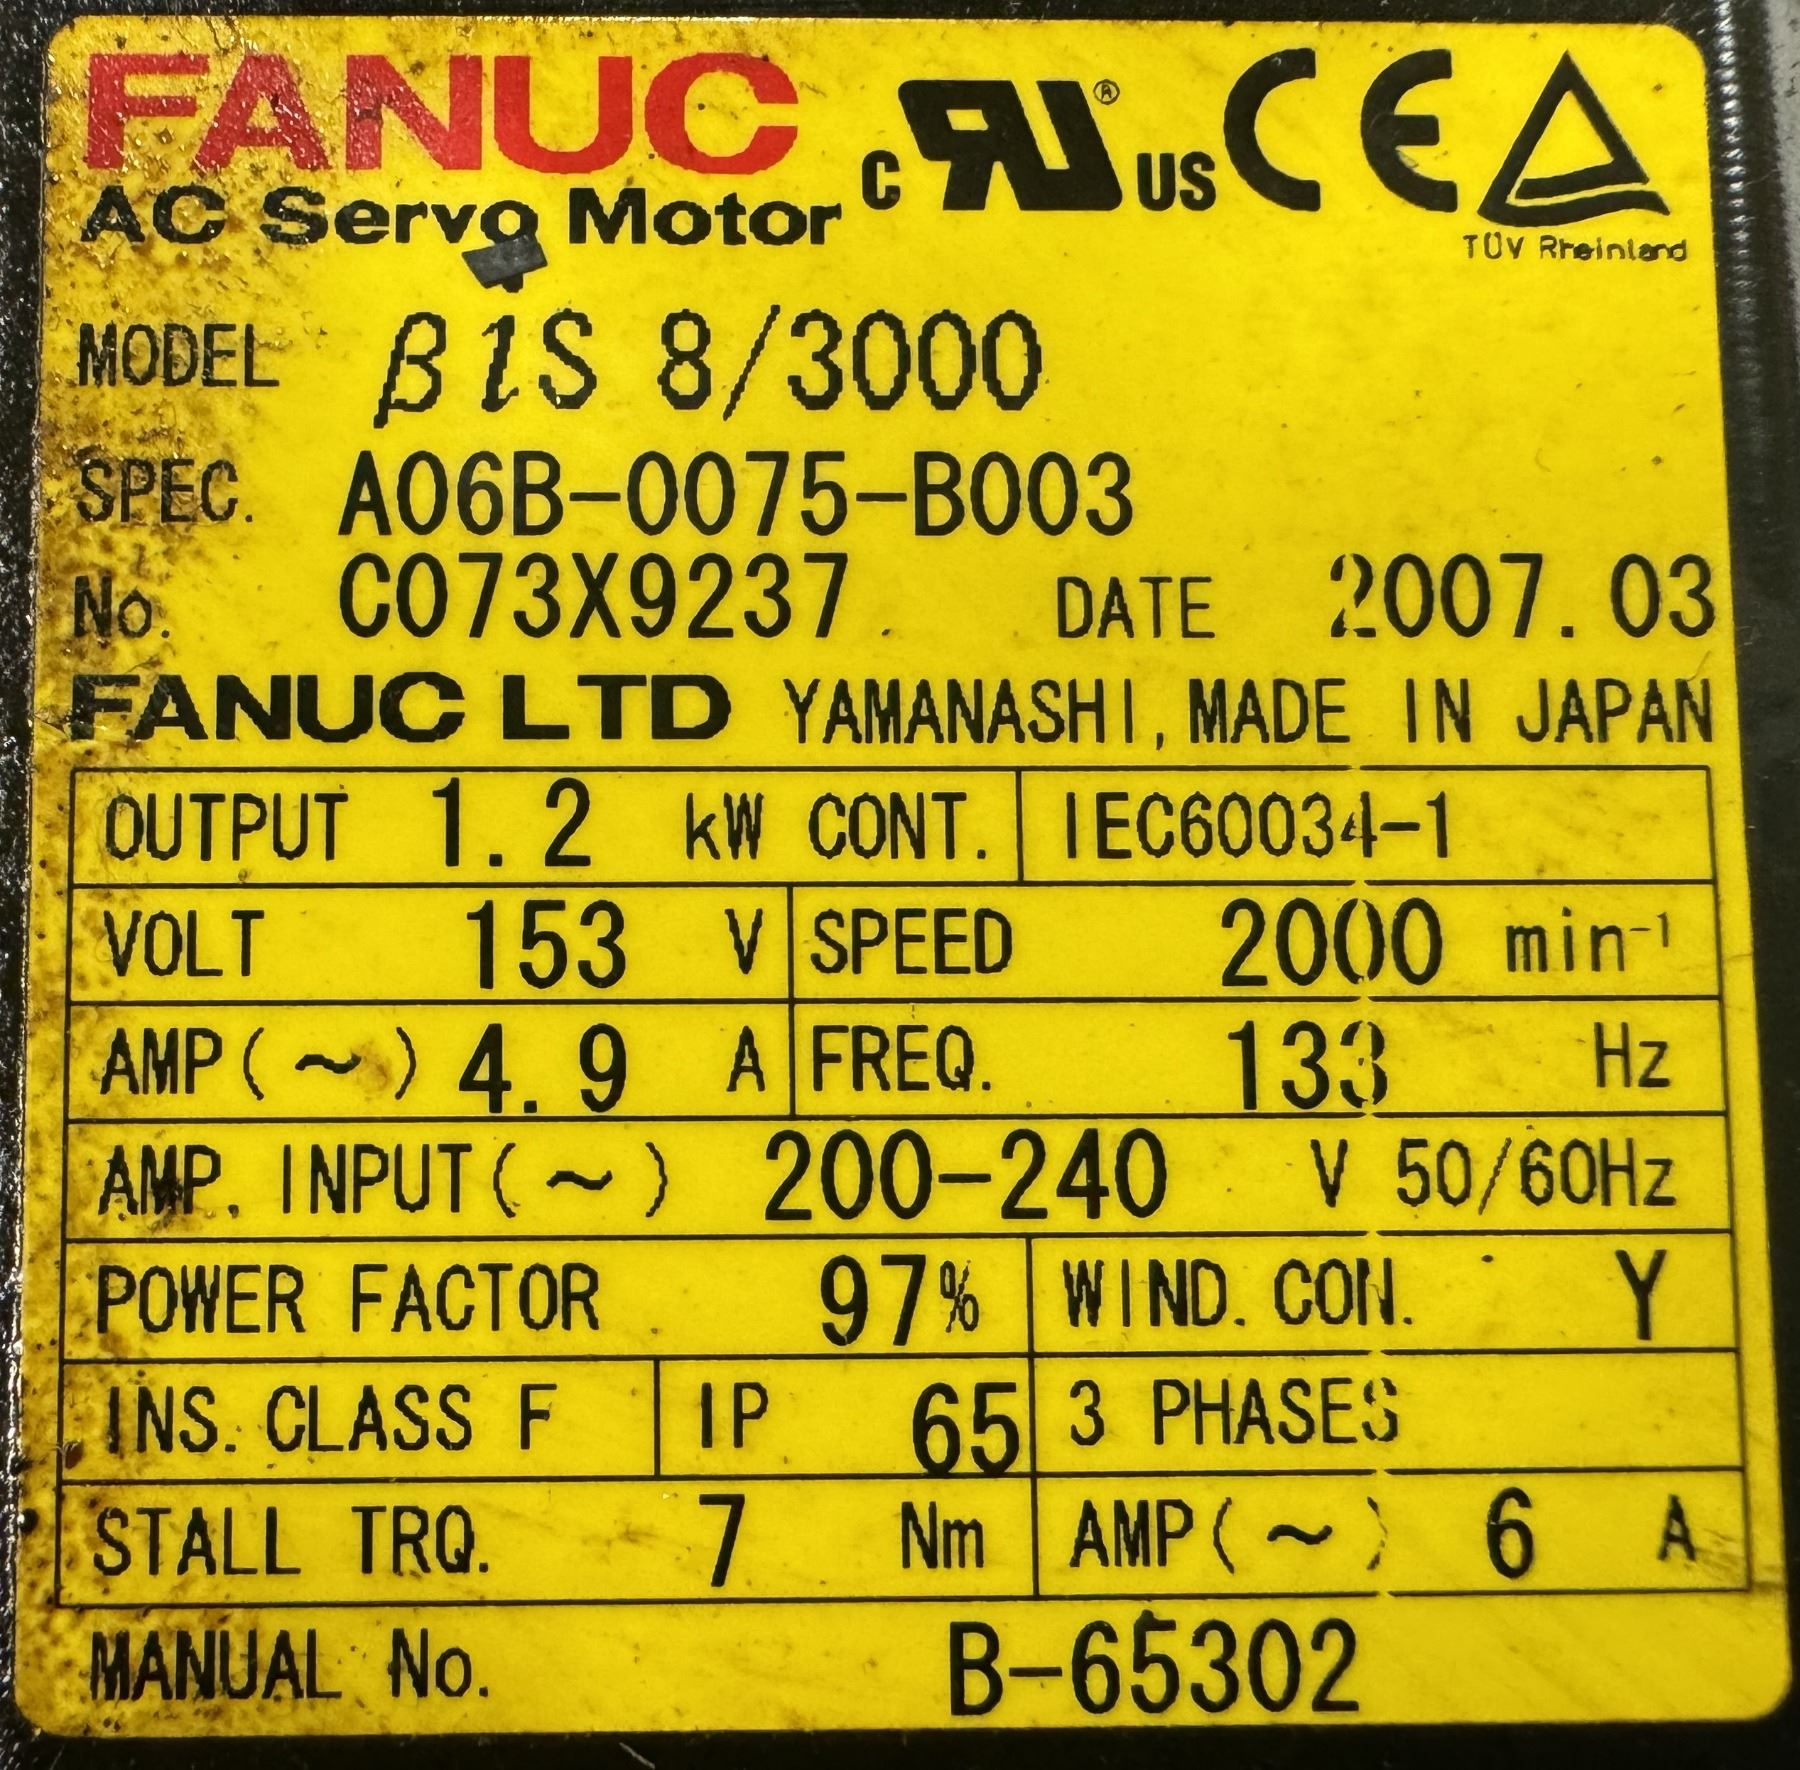 FANUC
c RU® US CE
AC Servo Motor
TÜV Rheinland
MODEL βiS 8/3000
SPEC. A06B-0075-B003
No. C073X9237 DATE 2007.03
FANUC LTD YAMANASHI, MADE IN JAPAN
OUTPUT 1.2 kW CONT. IEC60034-1
VOLT 153 V SPEED 2000 min⁻¹
AMP(~) 4.9 A FREQ. 133 Hz
AMP. INPUT(~) 200-240 V 50/60Hz
POWER FACTOR 97% WIND. CON. Y
INS. CLASS F IP 65 3 PHASES
STALL TRQ. 7 Nm AMP(~) 6 A
MANUAL No. B-65302